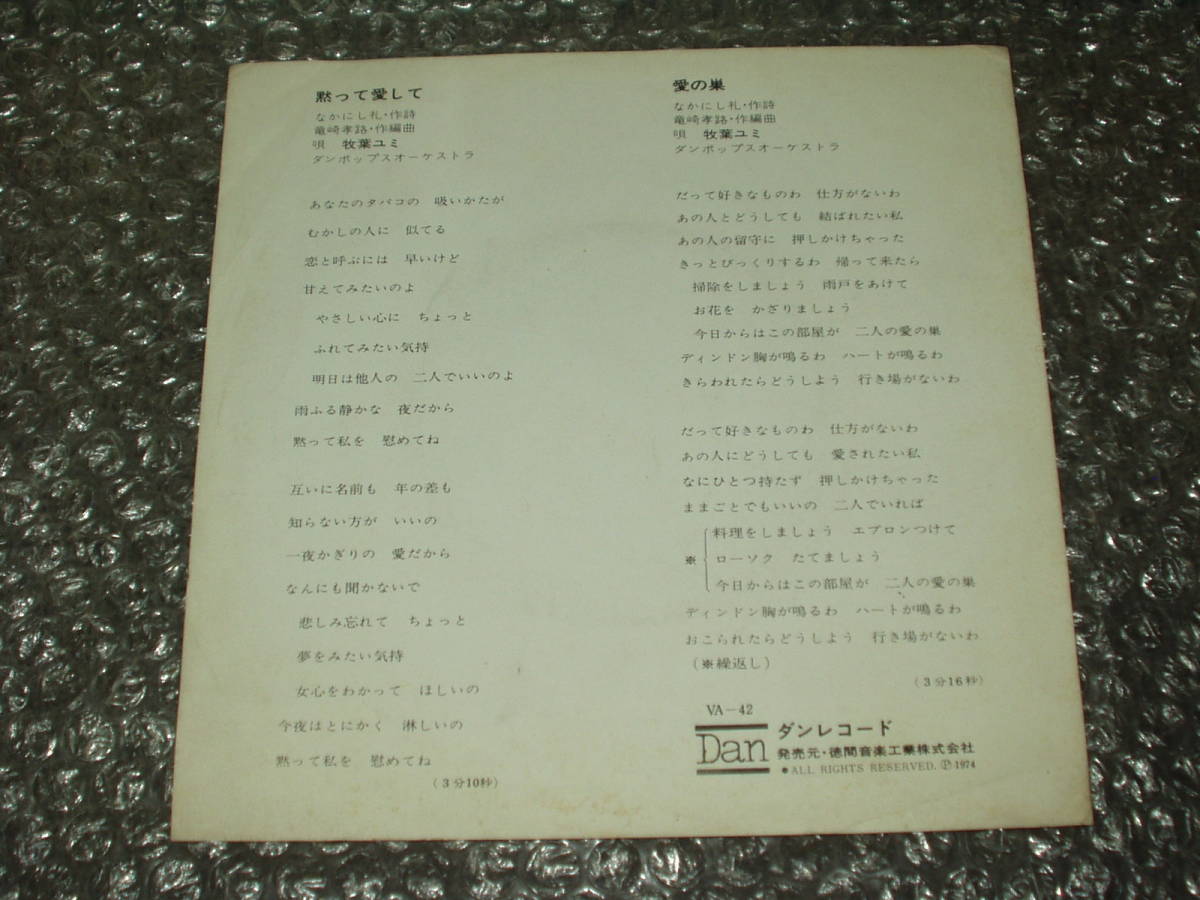 黙って愛して
なかにし礼・作詩
竜崎孝路・作編曲
唄 牧葉ユミ
ダンポップスオーケストラ
あなたのタバコの 吸いかたが
むかしの人に 似てる
恋と呼ぶには 早いけど
甘えてみたいのよ
やさしい心に ちょっと
ふれてみたい気持
明日は他人の 二人でいいのよ
雨ふる静かな 夜だから
黙って私を 慰めてね
互いに名前も 年の差も
知らない方が いいの
一夜かぎりの 愛だから
なんにも聞かないで
悲しみ忘れて ちょっと
夢をみたい気持
女心をわかって ほしいの
今夜はとにかく 淋しいの
黙って私を 慰めてね
(3分10秒)
愛の巣
なかにし礼・作詩
竜崎孝路・作編曲
唄 牧葉ユミ
ダンポップスオーケストラ
だって好きなものわ 仕方がないわ
あの人とどうしても 結ばれたい私
あの人の留守に 押しかけちゃった
きっとびっくりするわ 帰って来たら
掃除をしましょう 雨戸をあけて
お花を かざりましょう
今日からはこの部屋が 二人の愛の巣
ディンドン胸が鳴るわ ハートが鳴るわ
きらわれたらどうしよう 行き場がないわ
だって好きなものわ 仕方がないわ
あの人にどうしても 愛されたい私
なにひとつ持たず 押しかけちゃった
ままごとでもいいの 二人でいれば
料理をしましょう エプロンつけて
※ ローソク たてましょう
今日からはこの部屋が 二人の愛の巣
ディンドン胸が鳴るわ ハートが鳴るわ
おこられたらどうしよう 行き場がないわ
(※繰返し)
(3分16秒)
VA-42
Dan ダンレコード
発売元・徳間音楽工業株式会社
●ALL RIGHTS RESERVED. Ⓟ1974